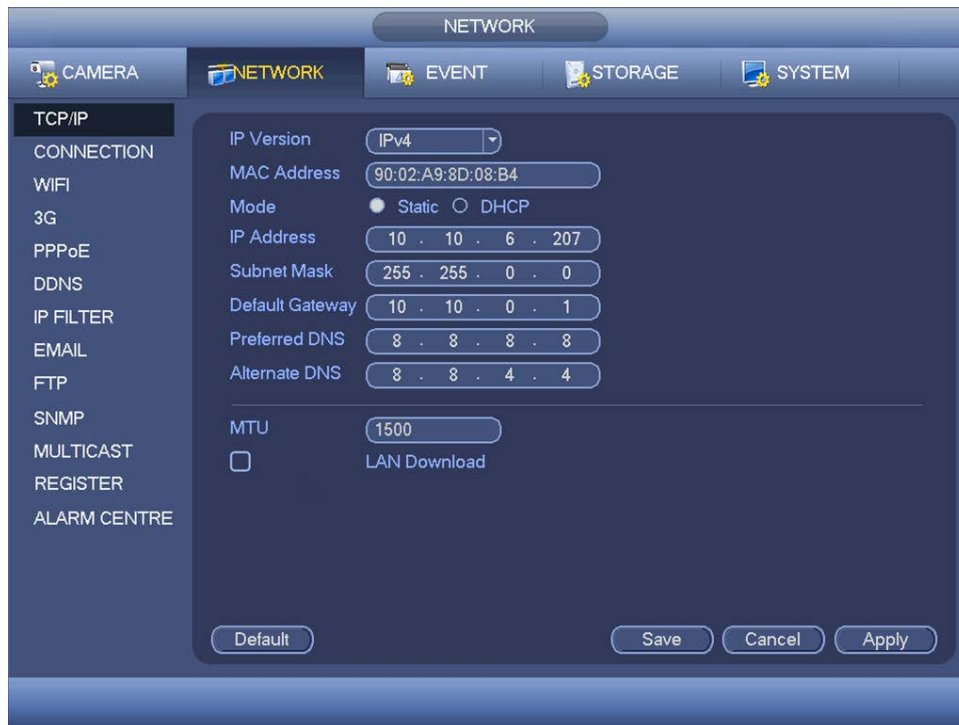 NETWORK
CAMERA NETWORK EVENT STORAGE SYSTEM
TCP/IP
CONNECTION
WIFI
3G
PPPoE
DDNS
IP FILTER
EMAIL
FTP
SNMP
MULTICAST
REGISTER
ALARM CENTRE
IP Version IPv4
MAC Address 90:02:A9:8D:08:B4
Mode Static DHCP
IP Address 10 . 10 . 6 . 207
Subnet Mask 255 . 255 . 0 . 0
Default Gateway 10 . 10 . 0 . 1
Preferred DNS 8 . 8 . 8 . 8
Alternate DNS 8 . 8 . 4 . 4
MTU 1500
LAN Download
Default Save Cancel Apply